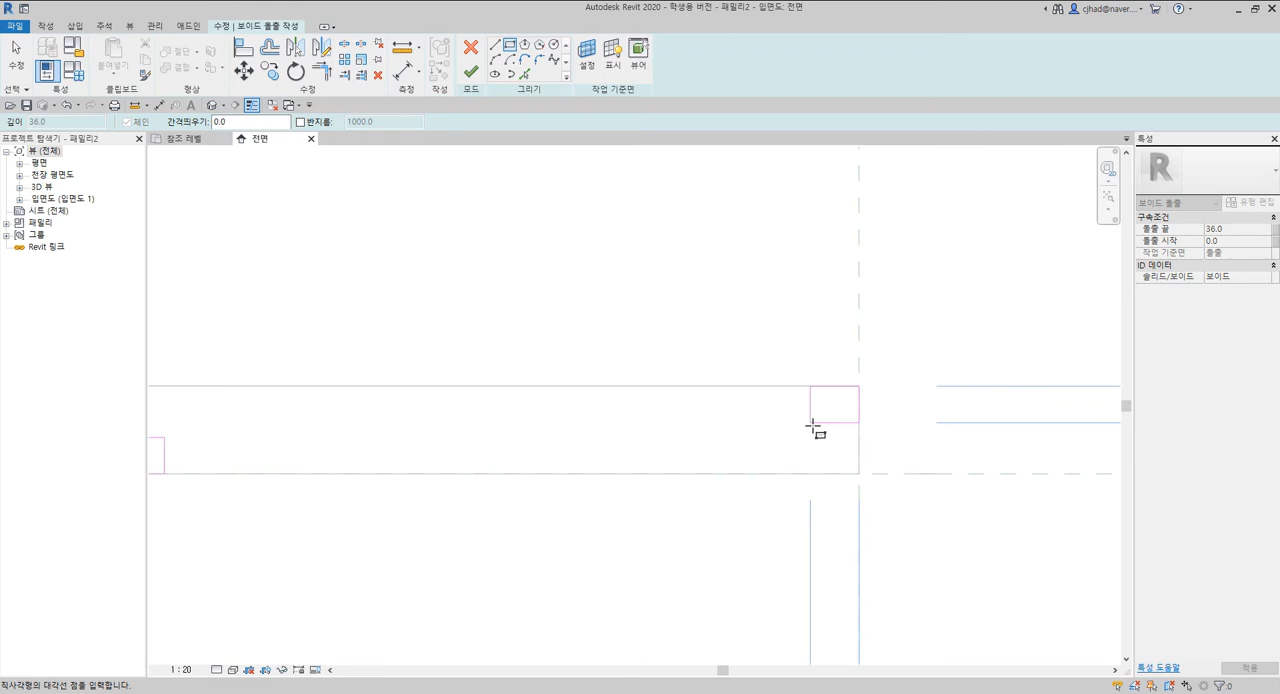 Autodesk Revit 2020 - 학생용 버전 - 패밀리2 - 입면도: 전면
cjhad@naver....
파일 작성 삽입 주석 뷰 관리 애드인 수정 | 보이드 돌출 작성
수정 붙여넣기 절단 결합 설정 표시 뷰어
선택 특성 클립보드 형상 수정 측정 작성 모드 그리기 작업 기준면
깊이 36.0 체인 간격띄우기: 0.0 반지름: 1000.0
프로젝트 탐색기 - 패밀리2
참조 레벨 전면
특성
뷰 (전체)
평면
천장 평면도
3D 뷰
입면도 (입면도 1)
시트 (전체)
패밀리
그룹
Revit 링크
2D
R
보이드 돌출 유형 편집
구속조건
돌출 끝 36.0
돌출 시작 0.0
작업 기준면 돌출
ID 데이터
솔리드/보이드 보이드
1 : 20
특성 도움말 적용
직사각형의 대각선 점을 입력합니다.
:0